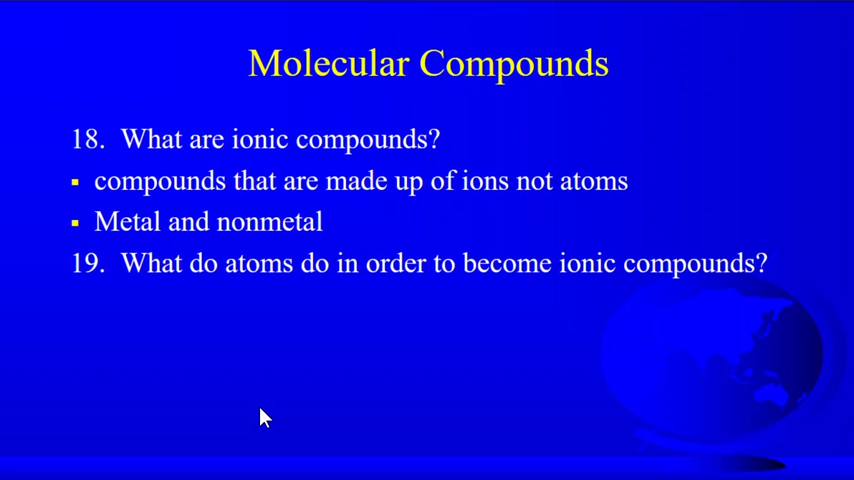 Molecular Compounds
18. What are ionic compounds?
▪ compounds that are made up of ions not atoms
▪ Metal and nonmetal
19. What do atoms do in order to become ionic compounds?